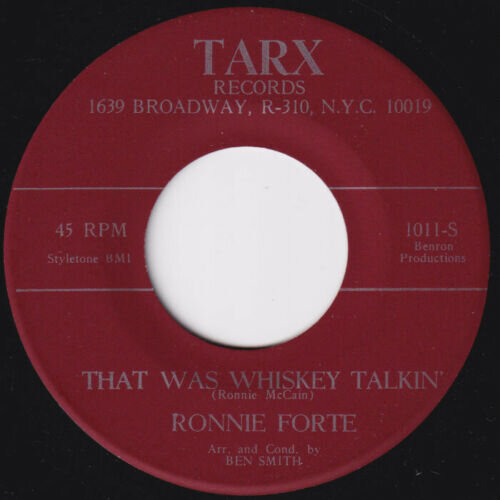 TARX
RECORDS
1639 BROADWAY, R-310, N.Y.C. 10019
45 RPM
Styletone BMI
1011-S
Benron
Productions
THAT WAS WHISKEY TALKIN'
(Ronnie McCain)
RONNIE FORTE
Arr. and Cond. by
BEN SMITH